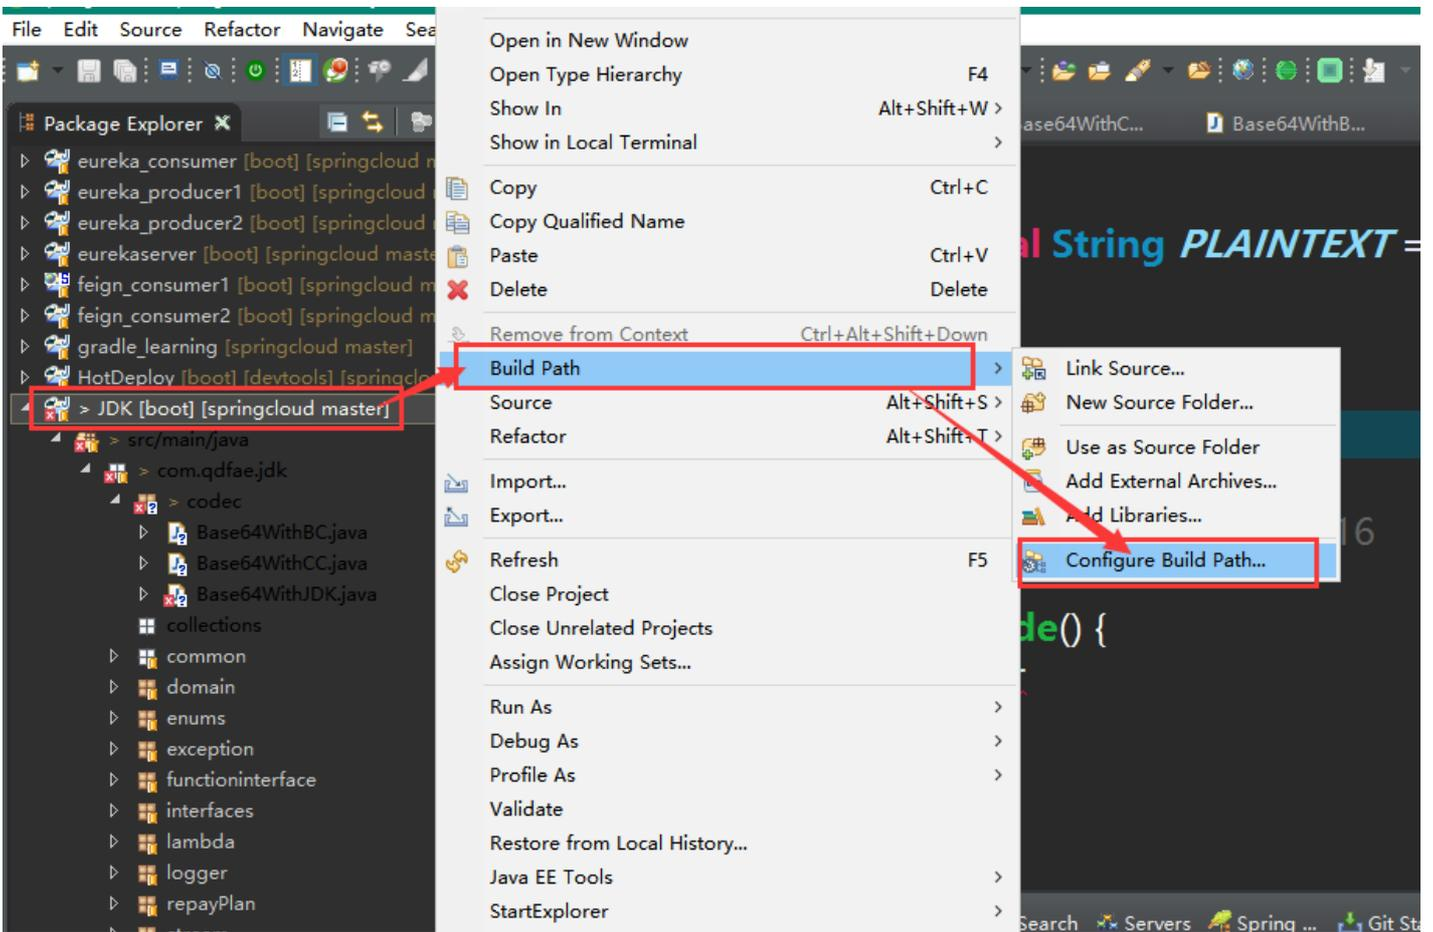 File Edit Source Refactor Navigate Sea
Package Explorer
eureka_consumer [boot] [springcloud
eureka_producer1 [boot] [springcloud
eureka_producer2 [boot] [springcloud
eurekaserver [boot] [springcloud maste
feign_consumer1 [boot] [springcloud m
feign_consumer2 [boot] [springcloud m
gradle_learning [springcloud master]
HotDeploy [boot] [devtools] [springclo
> JDK [boot] [springcloud master]
> src/main/java
> com.qdfae.jdk
> codec
Base64WithBC.java
Base64WithCC.java
Base64WithJDK.java
collections
common
domain
enums
exception
functioninterface
interfaces
lambda
logger
repayPlan
Open in New Window
Open Type Hierarchy F4
Show In Alt+Shift+W >
Show in Local Terminal >
Copy Ctrl+C
Copy Qualified Name
Paste Ctrl+V
Delete Delete
Remove from Context Ctrl+Alt+Shift+Down
Build Path >
Source Alt+Shift+S >
Refactor Alt+Shift+T >
Import...
Export...
Refresh F5
Close Project
Close Unrelated Projects
Assign Working Sets...
Run As >
Debug As >
Profile As >
Validate
Restore from Local History...
Java EE Tools >
StartExplorer >
Link Source...
New Source Folder...
Use as Source Folder
Add External Archives...
Add Libraries...
Configure Build Path...
ase64WithC... Base64WithB...
al String PLAINTEXT =
16
de() {
Search Servers Spring ... Git Sta